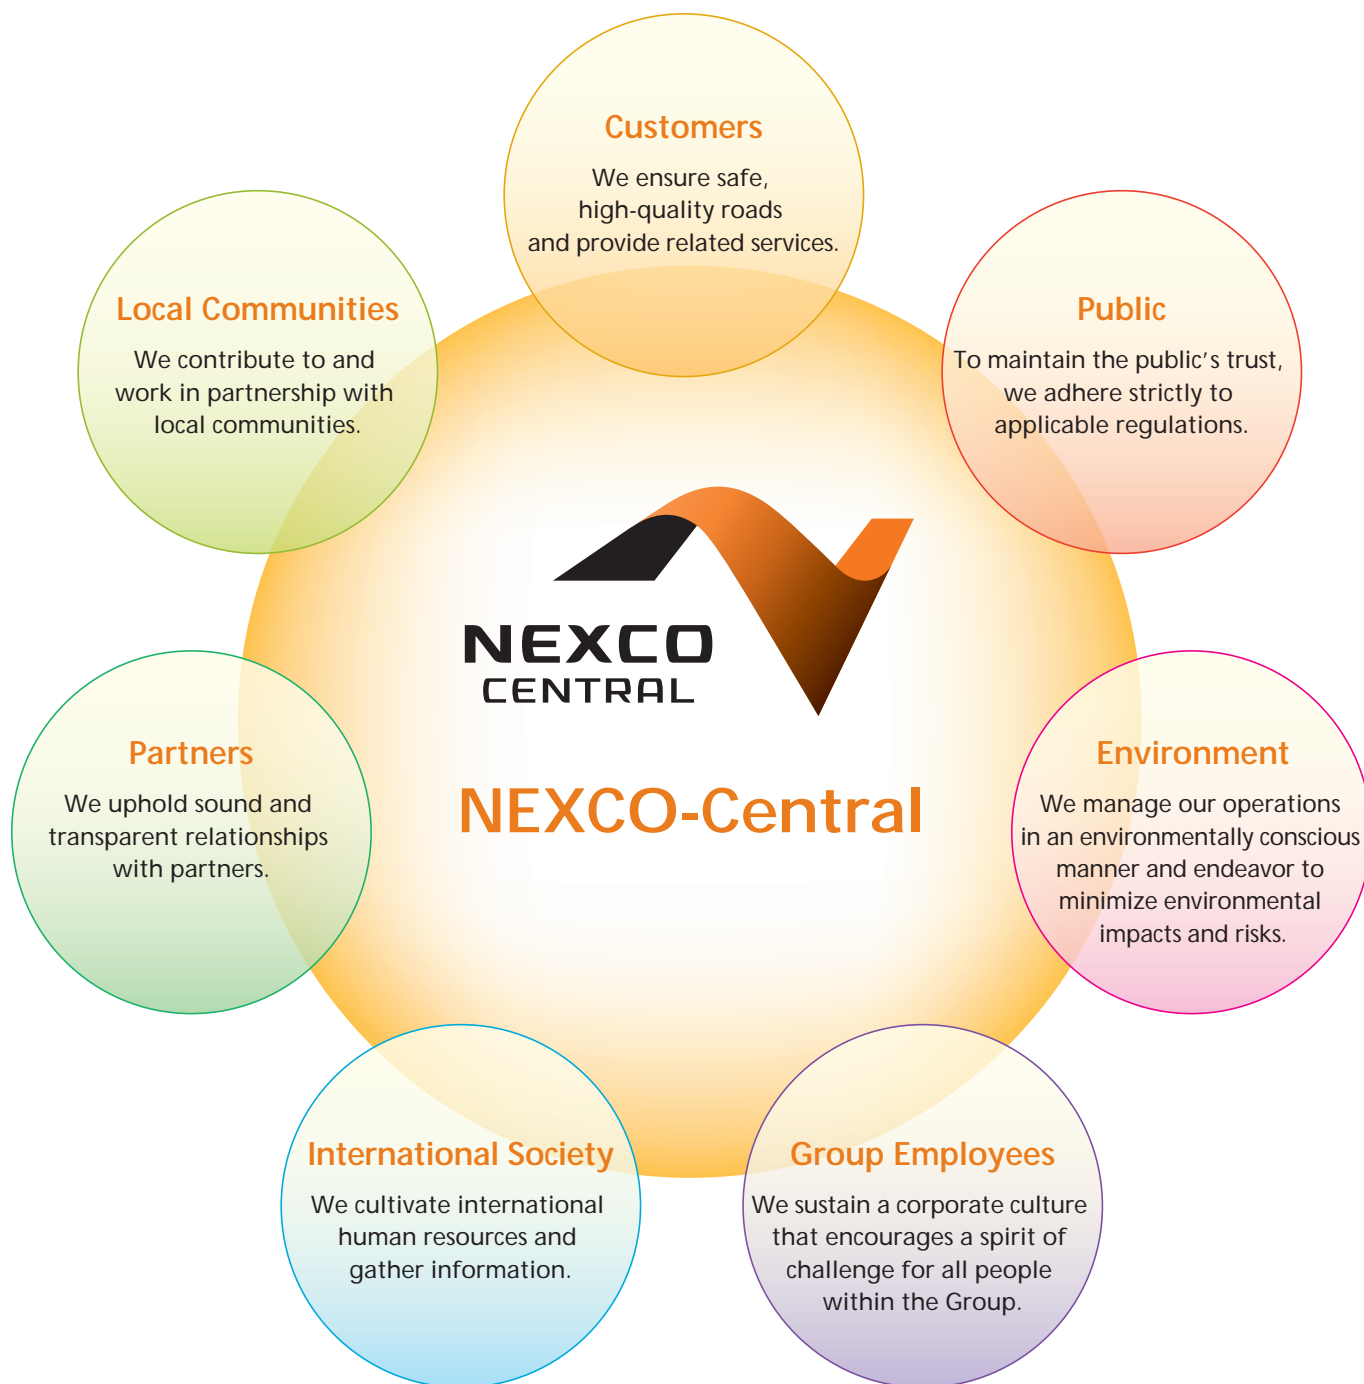 Customers
We ensure safe,
high-quality roads
and provide related services.
Local Communities
We contribute to and
work in partnership with
local communities.
Public
To maintain the public's trust,
we adhere strictly to
applicable regulations.
NEXCO
CENTRAL
NEXCO-Central
Partners
We uphold sound and
transparent relationships
with partners.
Environment
We manage our operations
in an environmentally conscious
manner and endeavor to
minimize environmental
impacts and risks.
International Society
We cultivate international
human resources and
gather information.
Group Employees
We sustain a corporate culture
that encourages a spirit of
challenge for all people
within the Group.